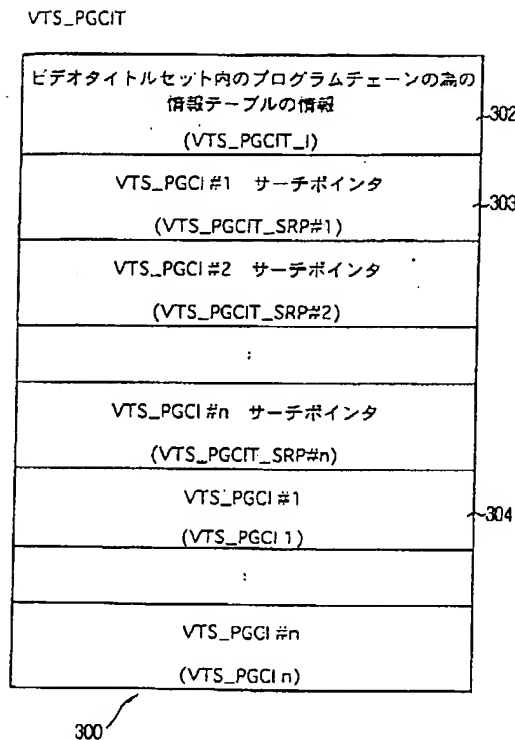 VTS_PGCIT
ビデオタイトルセット内のプログラムチェーンの為の
情報テーブルの情報
(VTS_PGCIT_I)
302
VTS_PGCI #1 サーチポインタ
(VTS_PGCIT_SRP#1)
303
VTS_PGCI #2 サーチポインタ
(VTS_PGCIT_SRP#2)
:
VTS_PGCI #n サーチポインタ
(VTS_PGCIT_SRP#n)
VTS_PGCI #1
(VTS_PGCI 1)
304
:
VTS_PGCI #n
(VTS_PGCI n)
300